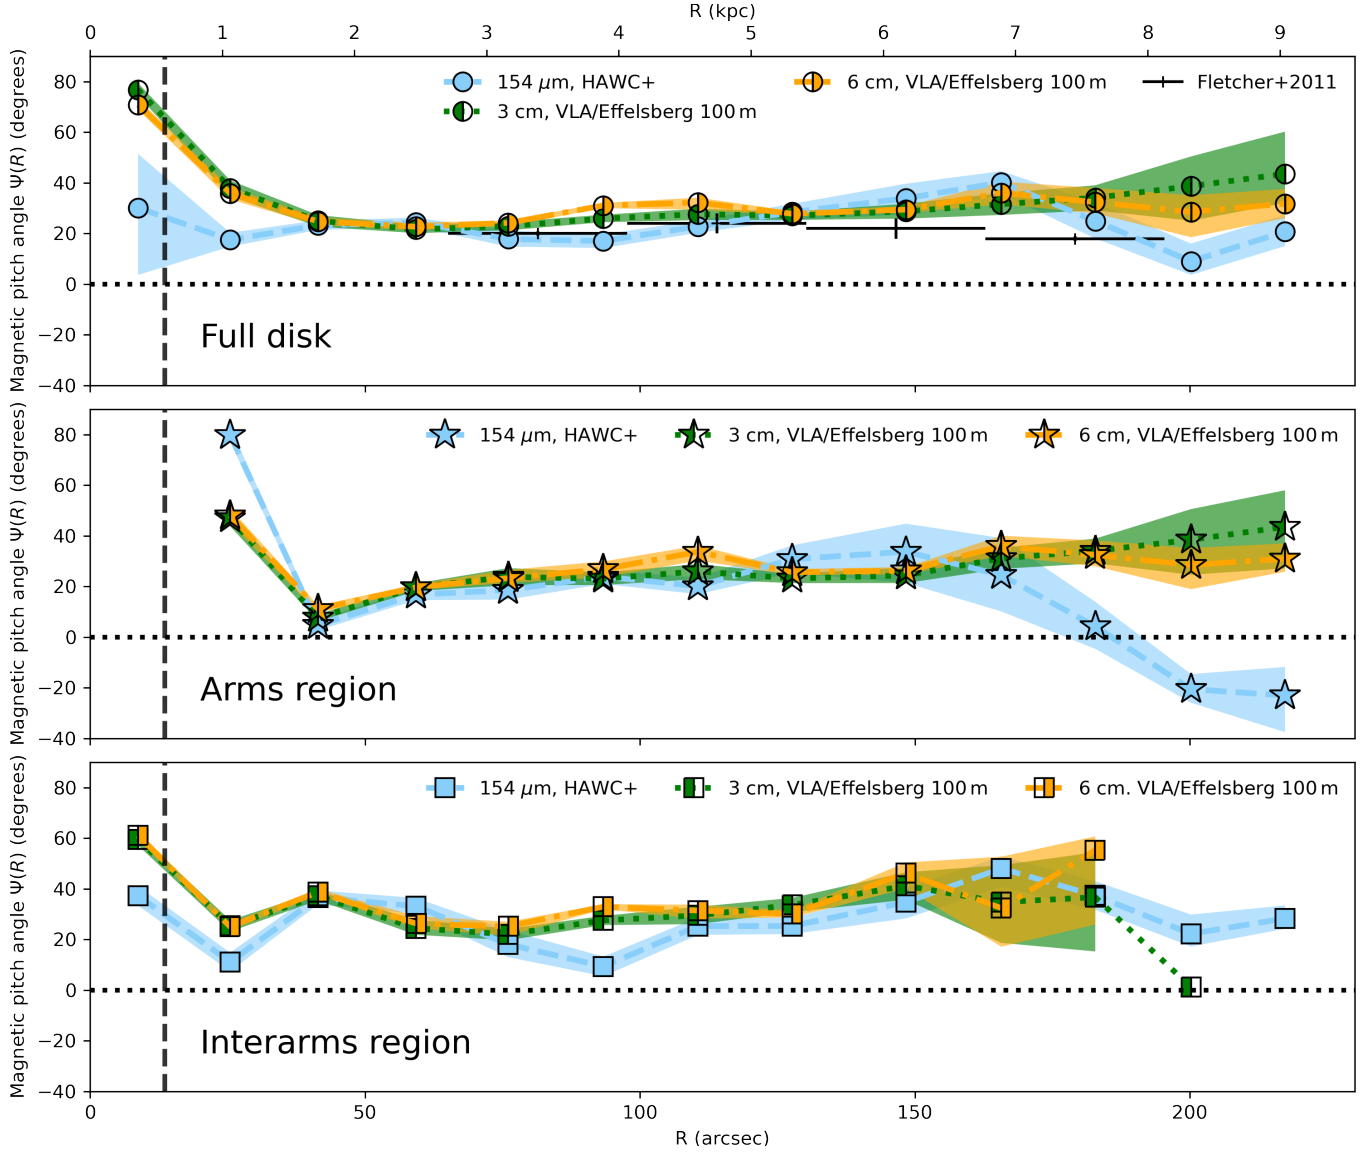 R (kpc)
0 1 2 3 4 5 6 7 8 9
Magnetic pitch angle Ψ(R) (degrees)
80
60
40
20
0
−20
−40
154 μm, HAWC+
3 cm, VLA/Effelsberg 100 m
6 cm, VLA/Effelsberg 100 m
Fletcher+2011
Full disk
Magnetic pitch angle Ψ(R) (degrees)
80
60
40
20
0
−20
−40
154 μm, HAWC+
3 cm, VLA/Effelsberg 100 m
6 cm, VLA/Effelsberg 100 m
Arms region
Magnetic pitch angle Ψ(R) (degrees)
80
60
40
20
0
−20
−40
154 μm, HAWC+
3 cm, VLA/Effelsberg 100 m
6 cm. VLA/Effelsberg 100 m
Interarms region
0 50 100 150 200
R (arcsec)